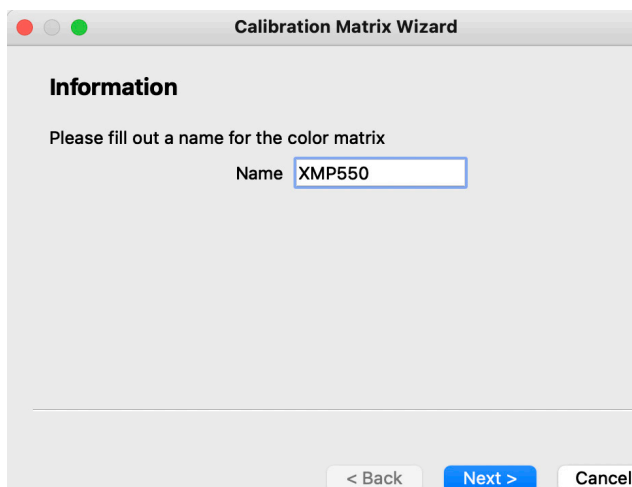 Calibration Matrix Wizard
Information
Please fill out a name for the color matrix
Name XMP550
< Back Next > Cancel